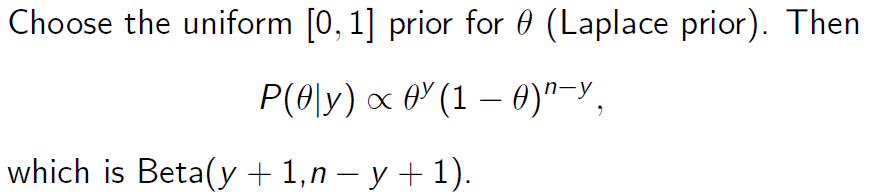 Choose the uniform [0, 1] prior for θ (Laplace prior). Then
P(θ|y) ∝ θ^y (1 − θ)^{n−y},
which is Beta(y + 1,n − y + 1).